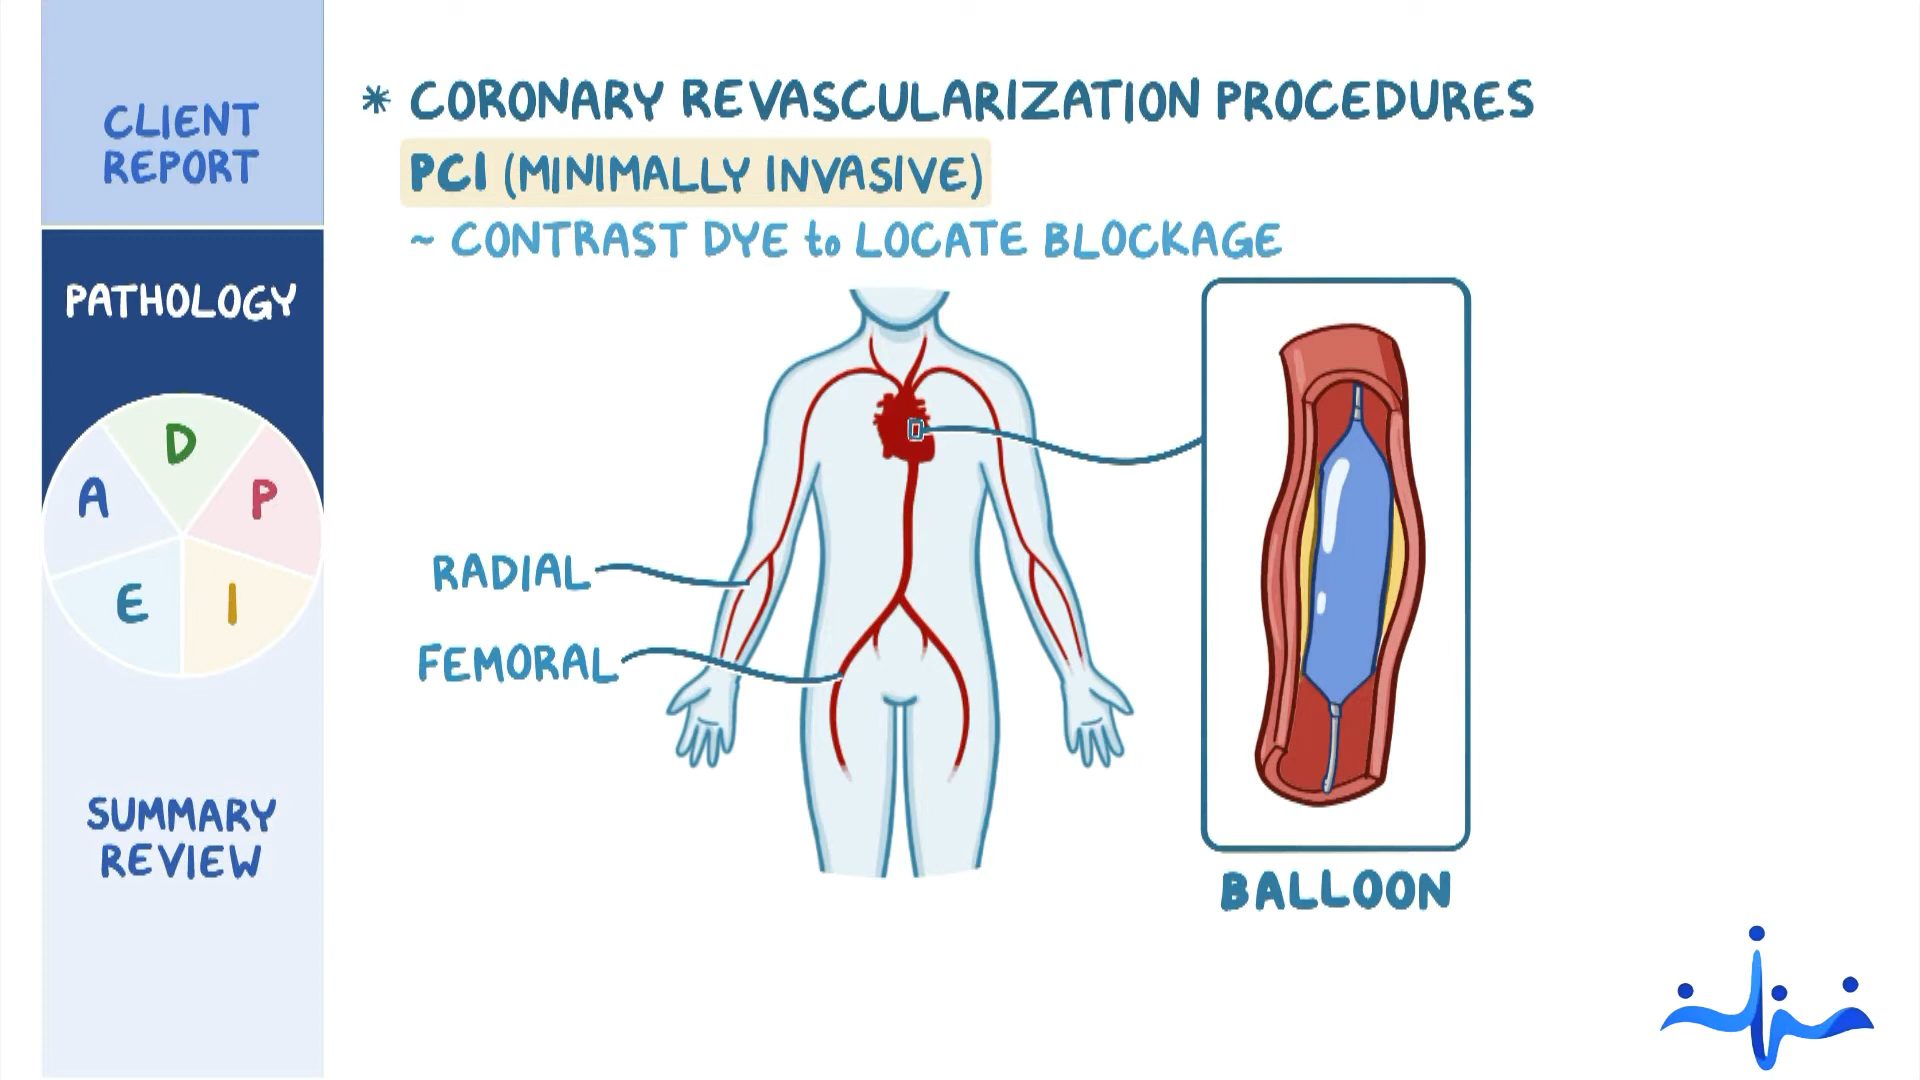 CLIENT
REPORT
PATHOLOGY
A
D
P
E
I
SUMMARY
REVIEW
* CORONARY REVASCULARIZATION PROCEDURES
PCI (MINIMALLY INVASIVE)
~ CONTRAST DYE to LOCATE BLOCKAGE
RADIAL
FEMORAL
BALLOON